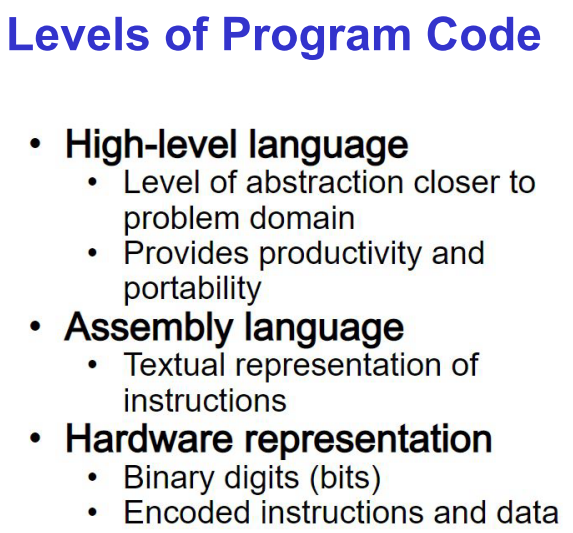 Levels of Program Code
• High-level language
• Level of abstraction closer to
problem domain
• Provides productivity and
portability
• Assembly language
• Textual representation of
instructions
• Hardware representation
• Binary digits (bits)
• Encoded instructions and data